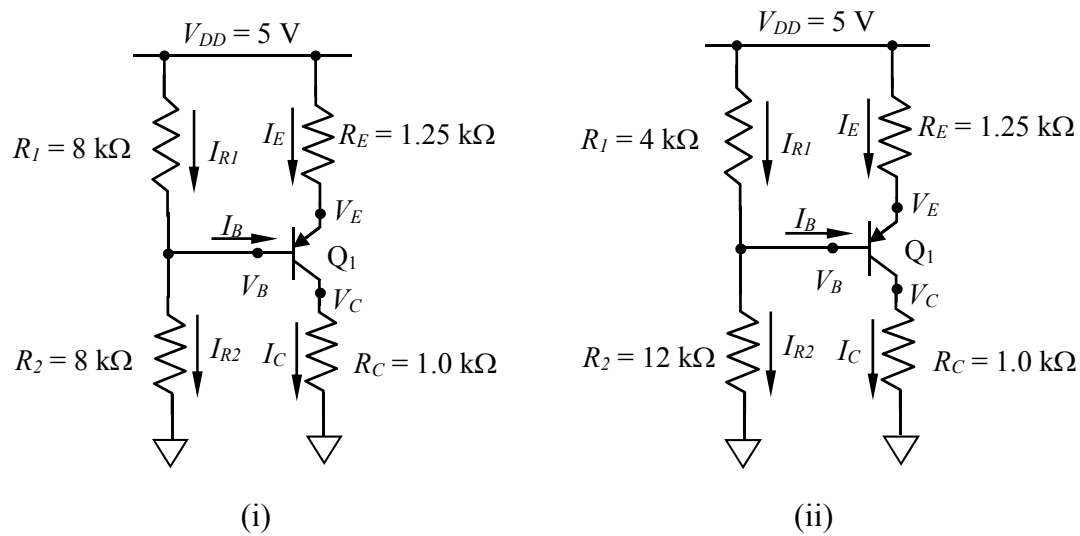 V_DD = 5 V
R_1 = 8 kΩ
I_R1
I_E
R_E = 1.25 kΩ
V_E
I_B
Q_1
V_B
V_C
R_2 = 8 kΩ
I_R2
I_C
R_C = 1.0 kΩ
(i)
V_DD = 5 V
R_1 = 4 kΩ
I_R1
I_E
R_E = 1.25 kΩ
V_E
I_B
Q_1
V_B
V_C
R_2 = 12 kΩ
I_R2
I_C
R_C = 1.0 kΩ
(ii)